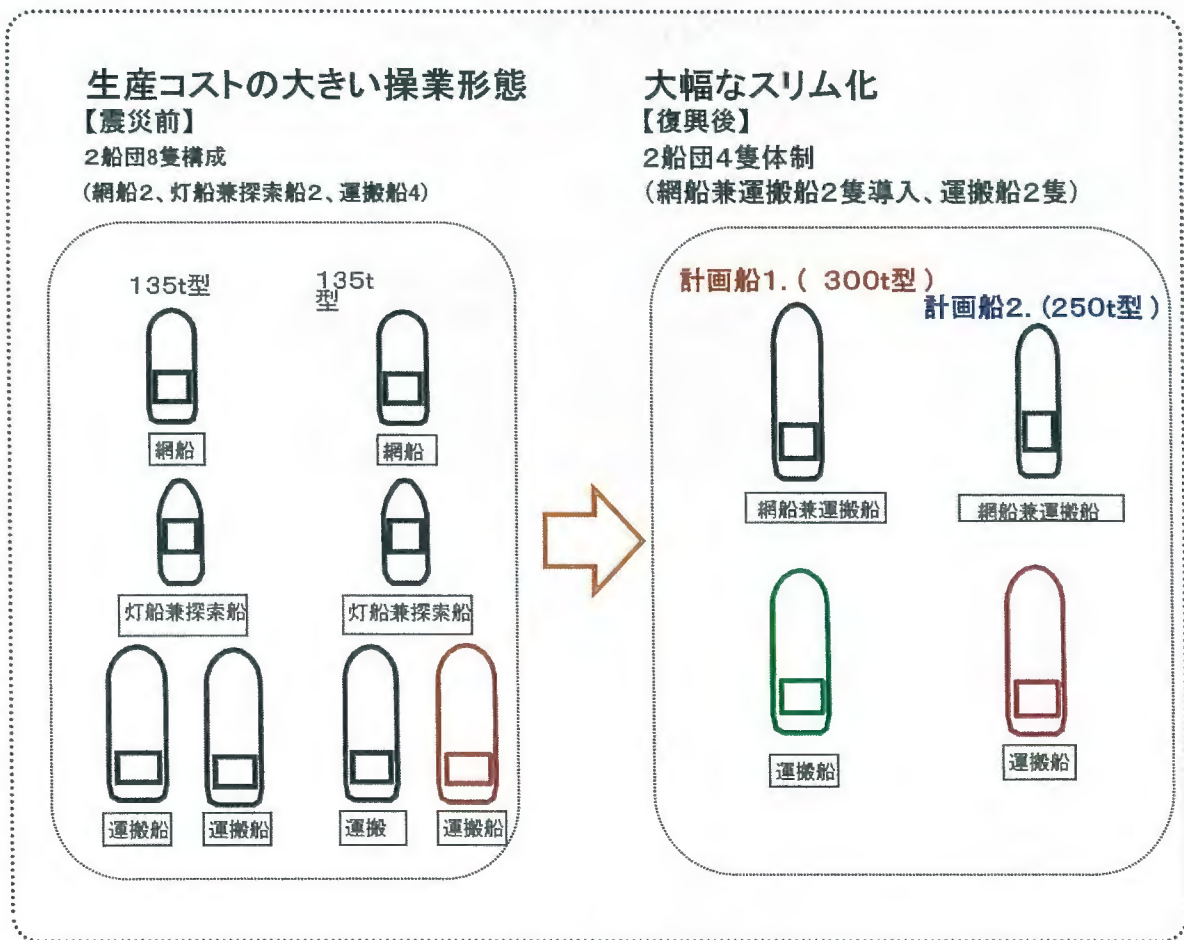 生産コストの大きい操業形態
【震災前】
2船団8隻構成
(網船2、灯船兼探索船2、運搬船4)
135t型
135t
型
網船
網船
灯船兼探索船
灯船兼探索船
運搬船
運搬船
運搬
運搬船
大幅なスリム化
【復興後】
2船団4隻体制
(網船兼運搬船2隻導入、運搬船2隻)
計画船1.( 300t型)
計画船2.(250t型)
網船兼運搬船
網船兼運搬船
運搬船
運搬船